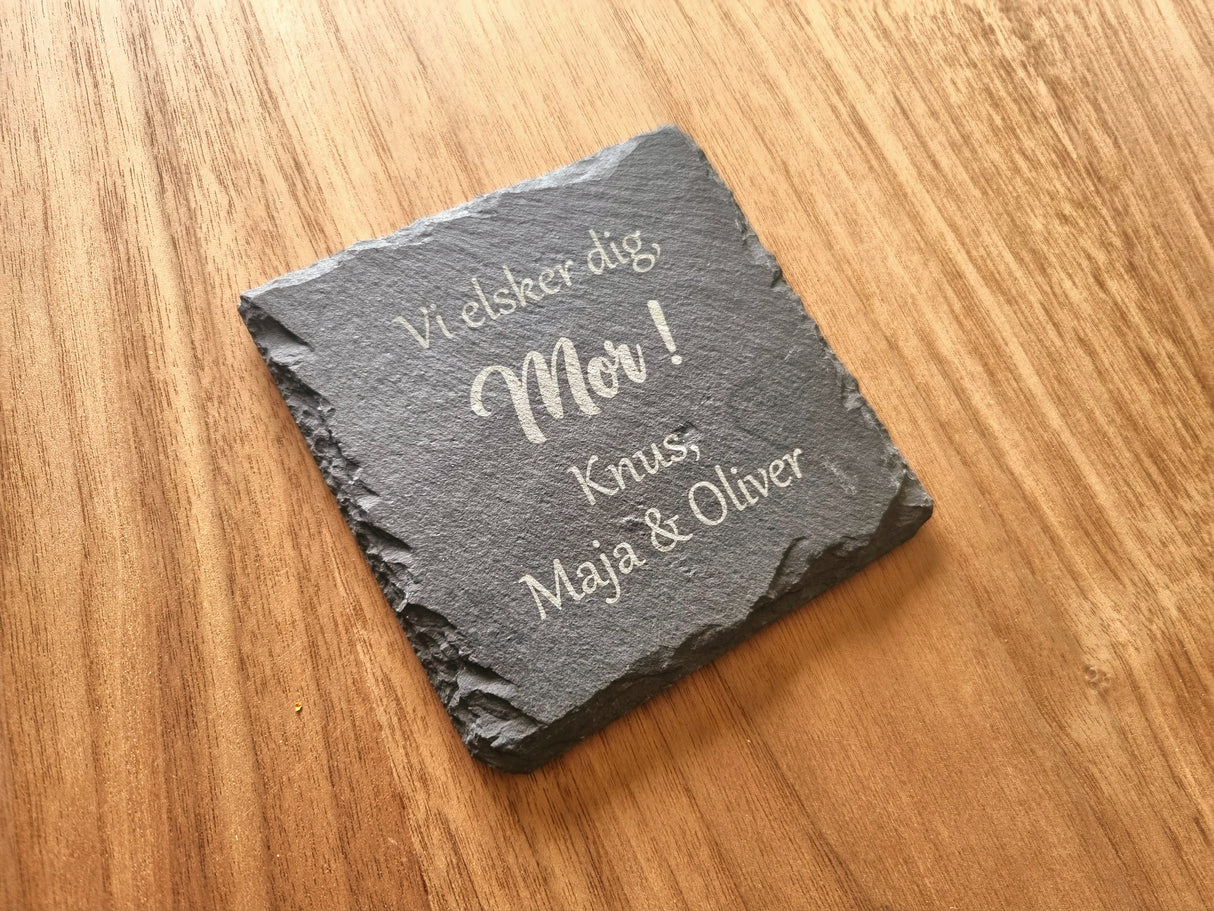 Vi elsker dig,
Mor !
Knus,
Maja & Oliver